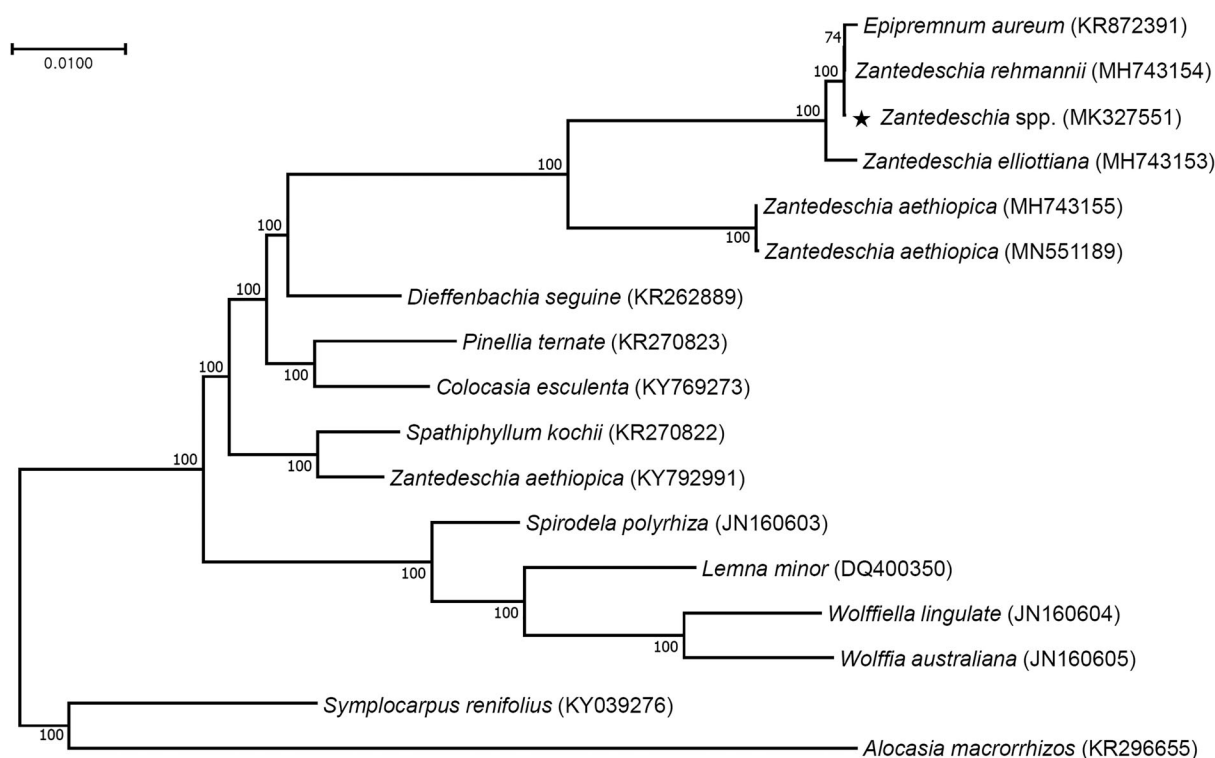 Epipremnum aureum (KR872391)
74
0.0100
100
Zantedeschia rehmannii (MH743154)
100
★ Zantedeschia spp. (MK327551)
100
Zantedeschia elliottiana (MH743153)
Zantedeschia aethiopica (MH743155)
100
100
Zantedeschia aethiopica (MN551189)
100
Dieffenbachia seguine (KR262889)
Pinellia ternate (KR270823)
100
100
Colocasia esculenta (KY769273)
Spathiphyllum kochii (KR270822)
100
100
Zantedeschia aethiopica (KY792991)
Spirodela polyrhiza (JN160603)
100
Lemna minor (DQ400350)
100
Wolffiella lingulate (JN160604)
100
Wolffia australiana (JN160605)
Symplocarpus renifolius (KY039276)
100
Alocasia macrorrhizos (KR296655)